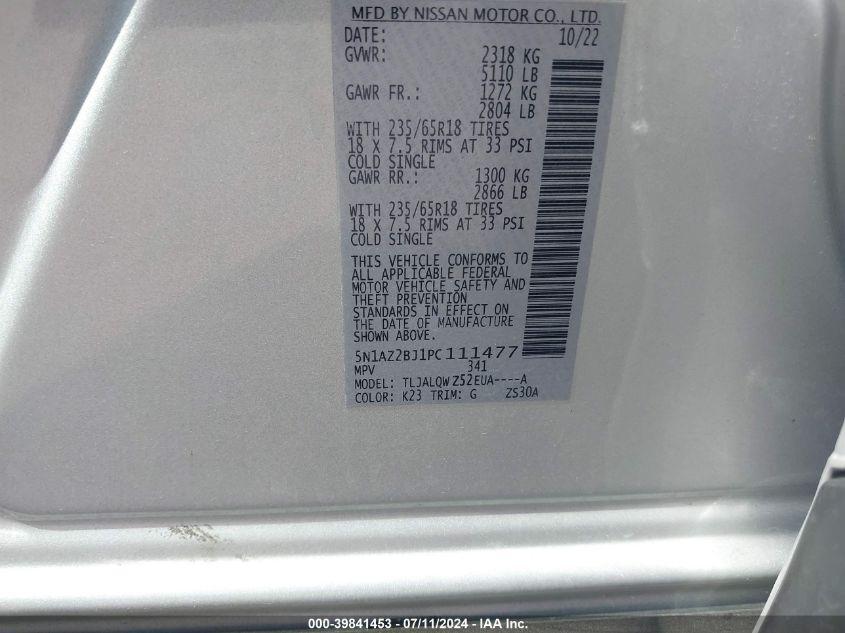 MFD BY NISSAN MOTOR CO., LTD.
DATE: 10/22
GVWR: 2318 KG
5110 LB
GAWR FR.: 1272 KG
2804 LB
WITH 235/65R18 TIRES
18 X 7.5 RIMS AT 33 PSI
COLD SINGLE
GAWR RR.: 1300 KG
2866 LB
WITH 235/65R18 TIRES
18 X 7.5 RIMS AT 33 PSI
COLD SINGLE
THIS VEHICLE CONFORMS TO
ALL APPLICABLE FEDERAL
MOTOR VEHICLE SAFETY AND
THEFT PREVENTION
STANDARDS IN EFFECT ON
THE DATE OF MANUFACTURE
SHOWN ABOVE.
5N1AZ2BJ1PC111477
MPV 341
MODEL: TLJALQWZ52EUA----A
COLOR: K23 TRIM: G ZS30A
000-39841453 - 07/11/2024 - IAA Inc.